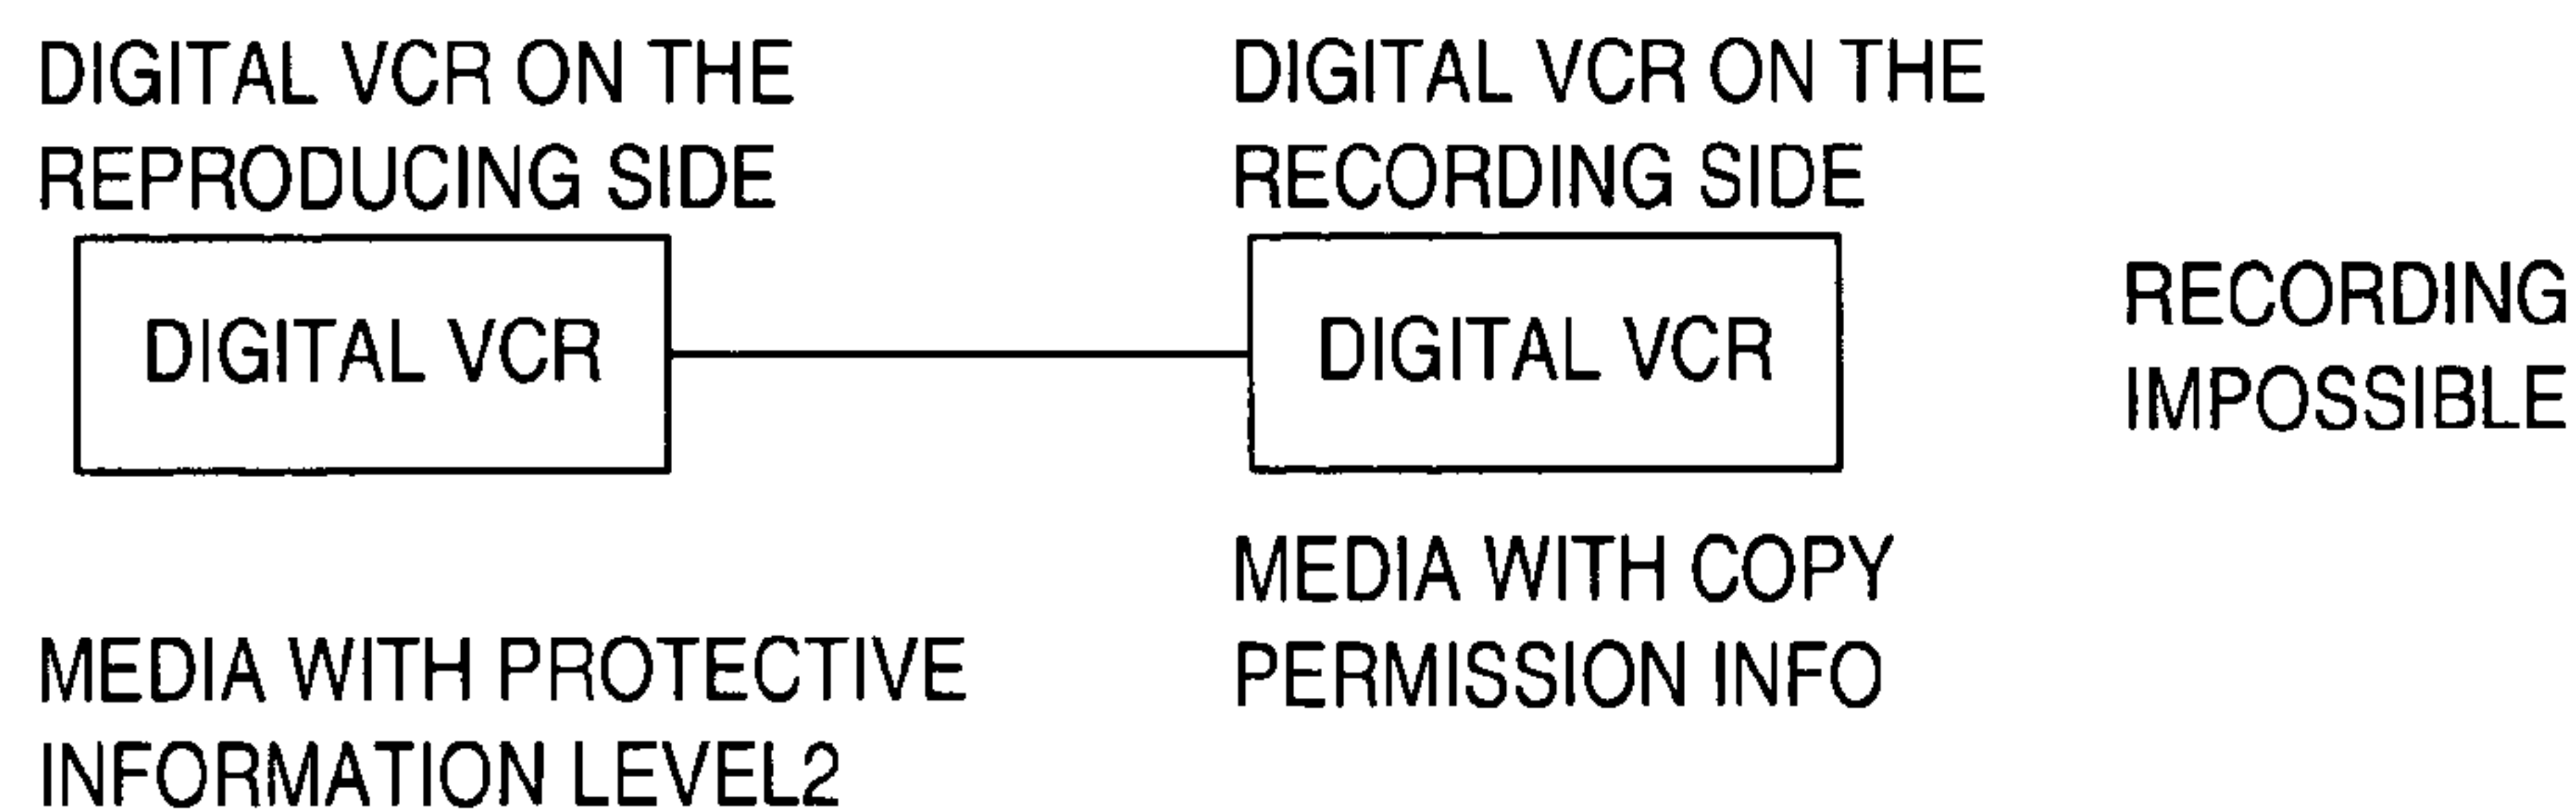 DIGITAL VCR ON THE
REPRODUCING SIDE
DIGITAL VCR
MEDIA WITH PROTECTIVE
INFORMATION LEVEL2
DIGITAL VCR ON THE
RECORDING SIDE
DIGITAL VCR
MEDIA WITH COPY
PERMISSION INFO
RECORDING
IMPOSSIBLE